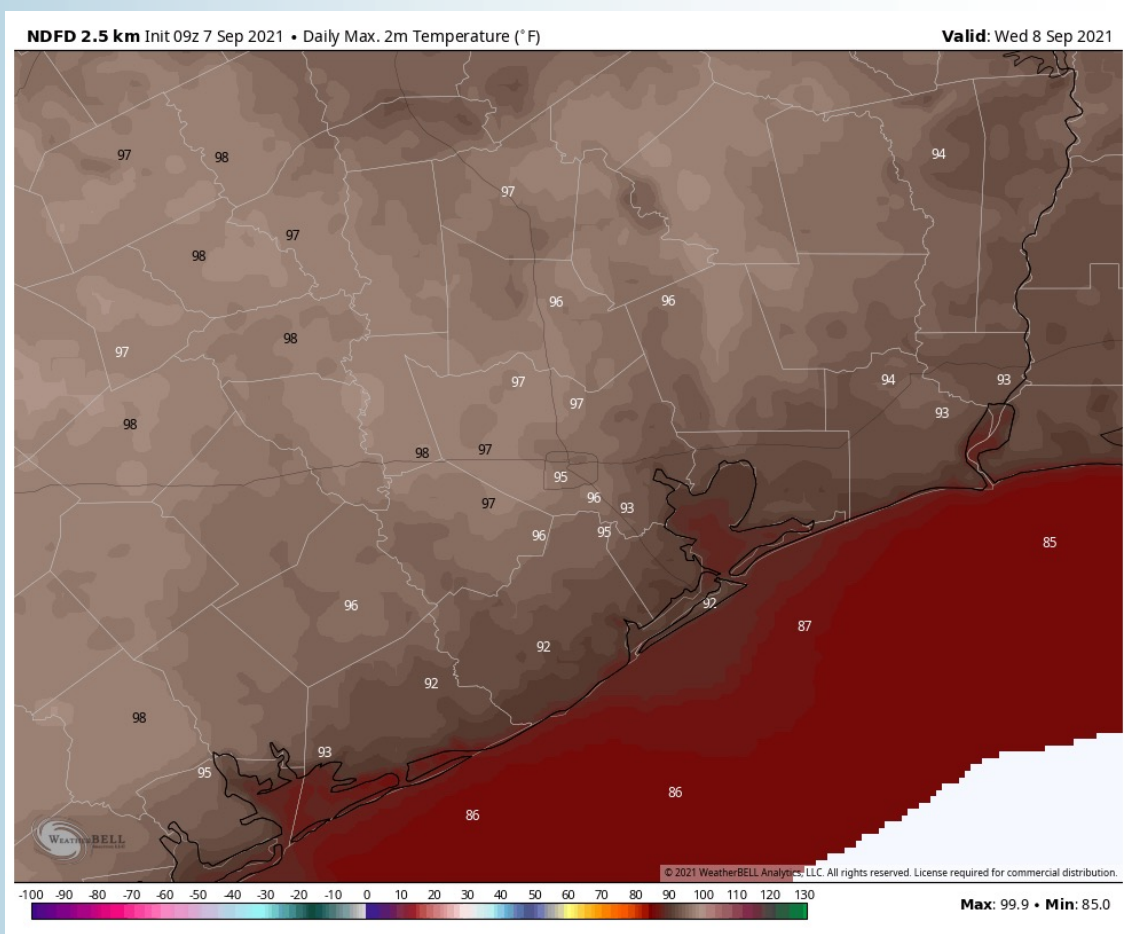 NDFD 2.5 km Init 09z 7 Sep 2021 • Daily Max. 2m Temperature (°F) Valid: Wed 8 Sep 2021
97 98 94
97
97
98
96 96
98
97
97 94 93
97 93
98
98 97
95
97 96 93
96 95
85
96 92
87
92
92
98
93
95
86
86
WEATHERBELL
© 2021 WeatherBELL Analytics, LLC. All rights reserved. License required for commercial distribution.
-100 -90 -80 -70 -60 -50 -40 -30 -20 -10 0 10 20 30 40 50 60 70 80 90 100 110 120 130
Max: 99.9 • Min: 85.0